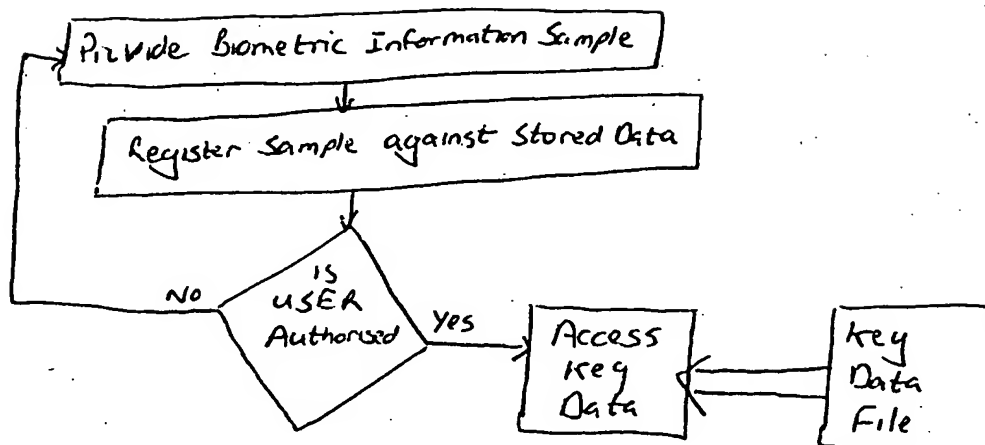 Provide Biometric Information Sample
Register Sample against Stored Data
is
USER
Authorised
No
Yes
Access
Key
Data
Key
Data
File